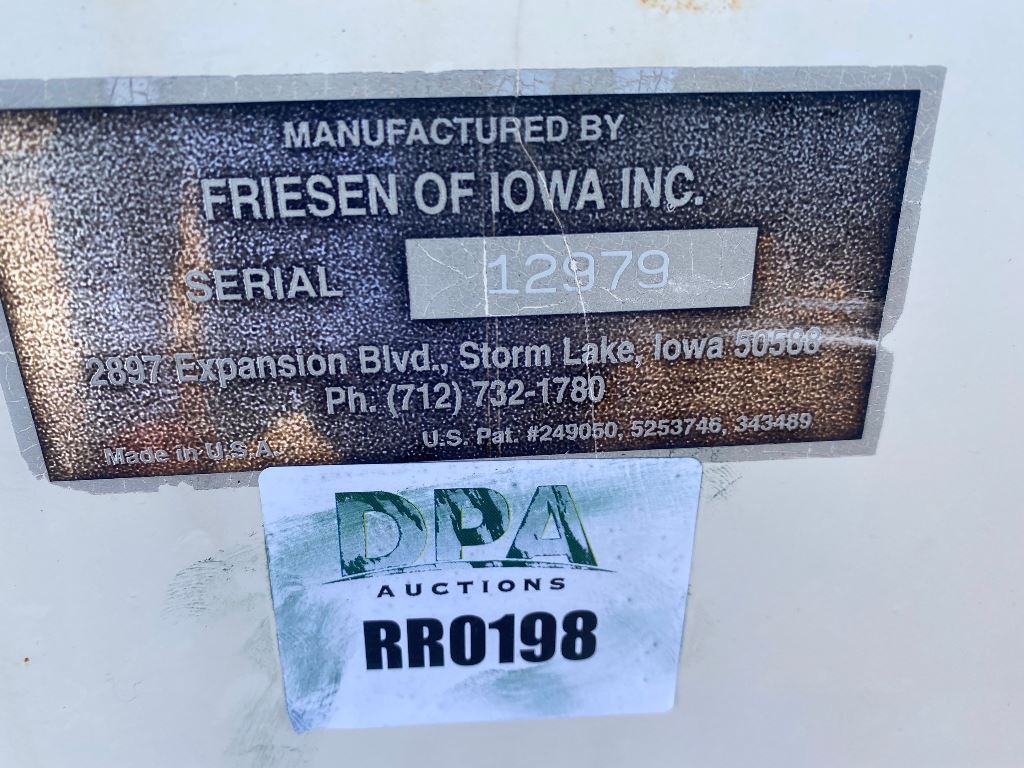 MANUFACTURED BY
FRIESEN OF IOWA INC.
SERIAL 12979
2897 Expansion Blvd., Storm Lake, Iowa 50588
Ph. (712) 732-1780
U.S. Pat. #249050, 5253746, 343489
Made in U.S.A.
DPA
AUCTIONS
RR0198